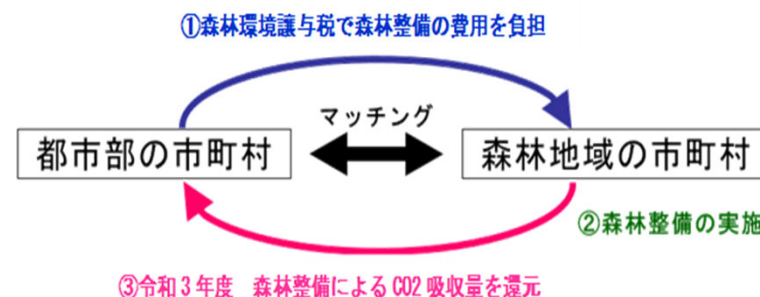 ①森林環境譲与税で森林整備の費用を負担
マッチング
都市部の市町村
森林地域の市町村
②森林整備の実施
③令和3年度 森林整備によるCO2吸収量を還元